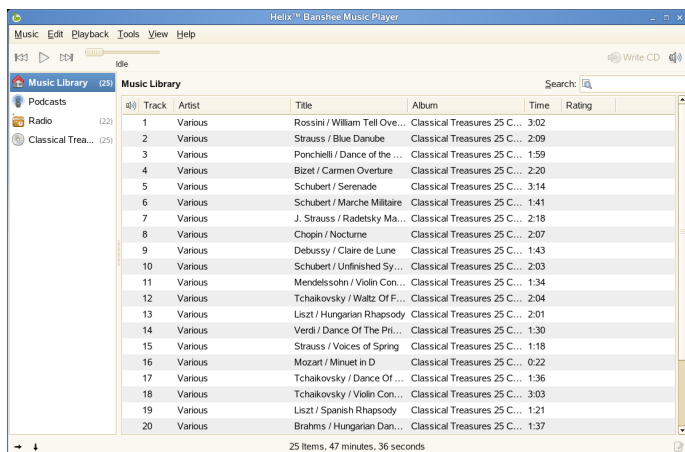 Helix™ Banshee Music Player
Music Edit Playback Tools View Help
Idle
Write CD
Music Library (25)
Podcasts
Radio (22)
Classical Trea... (25)
Music Library Search:
Track Artist Title Album Time Rating
1 Various Rossini / William Tell Ove... Classical Treasures 25 C... 3:02
2 Various Strauss / Blue Danube Classical Treasures 25 C... 2:09
3 Various Ponchielli / Dance of the ... Classical Treasures 25 C... 1:59
4 Various Bizet / Carmen Overture Classical Treasures 25 C... 2:20
5 Various Schubert / Serenade Classical Treasures 25 C... 3:14
6 Various Schubert / Marche Militaire Classical Treasures 25 C... 1:41
7 Various J. Strauss / Radetsky Ma... Classical Treasures 25 C... 2:18
8 Various Chopin / Nocturne Classical Treasures 25 C... 2:07
9 Various Debussy / Claire de Lune Classical Treasures 25 C... 1:43
10 Various Schubert / Unfinished Sy... Classical Treasures 25 C... 2:03
11 Various Mendelssohn / Violin Con... Classical Treasures 25 C... 1:34
12 Various Tchaikovsky / Waltz Of F... Classical Treasures 25 C... 2:04
13 Various Liszt / Hungarian Rhapsody Classical Treasures 25 C... 2:01
14 Various Verdi / Dance Of The Pri... Classical Treasures 25 C... 1:30
15 Various Strauss / Voices of Spring Classical Treasures 25 C... 1:18
16 Various Mozart / Minuet in D Classical Treasures 25 C... 0:22
17 Various Tchaikovsky / Dance Of ... Classical Treasures 25 C... 1:36
18 Various Tchaikovsky / Violin Con... Classical Treasures 25 C... 3:03
19 Various Liszt / Spanish Rhapsody Classical Treasures 25 C... 1:21
20 Various Brahms / Hungarian Dan... Classical Treasures 25 C... 1:37
25 Items, 47 minutes, 36 seconds